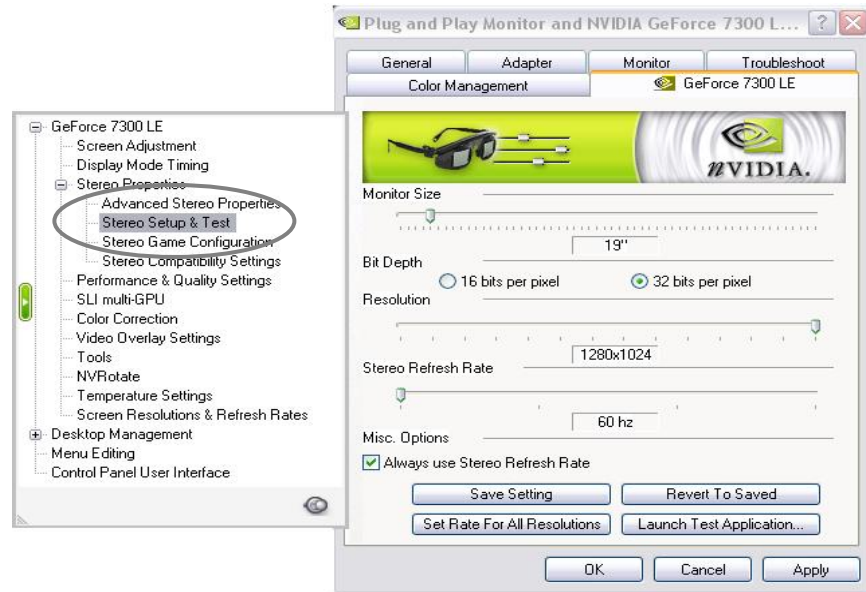 Plug and Play Monitor and NVIDIA GeForce 7300 L...
General Adapter Monitor Troubleshoot
Color Management GeForce 7300 LE
GeForce 7300 LE
Screen Adjustment
Display Mode Timing
Stereo Properties
Advanced Stereo Properties
Stereo Setup & Test
Stereo Game Configuration
Stereo Compatibility Settings
Performance & Quality Settings
SLI multi-GPU
Color Correction
Video Overlay Settings
Tools
NVRotate
Temperature Settings
Screen Resolutions & Refresh Rates
Desktop Management
Menu Editing
Control Panel User Interface
nVIDIA.
Monitor Size
19"
Bit Depth
16 bits per pixel 32 bits per pixel
Resolution
1280x1024
Stereo Refresh Rate
60 hz
Misc. Options
Always use Stereo Refresh Rate
Save Setting Revert To Saved
Set Rate For All Resolutions Launch Test Application...
OK Cancel Apply